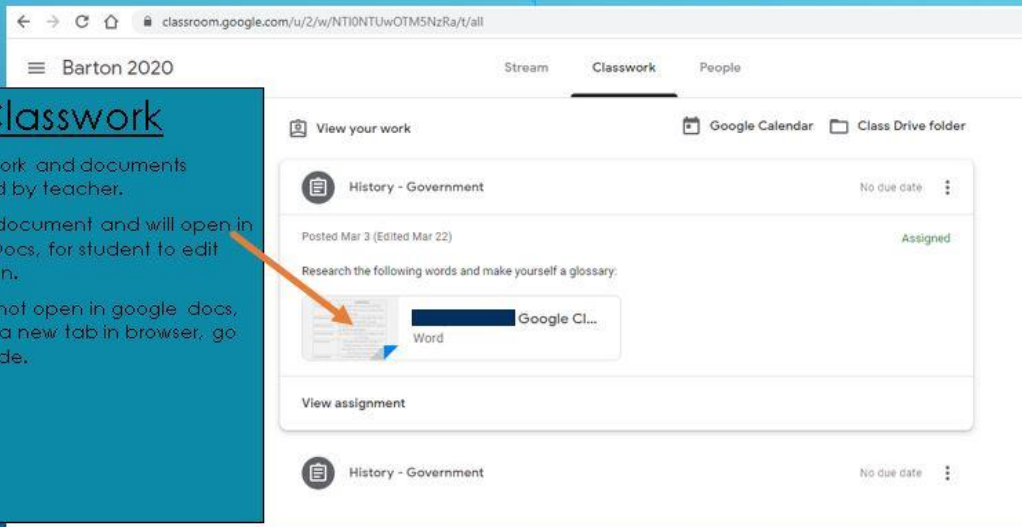 classroom.google.com/u/2/w/NTI0NTUwOTM5NzRa/t/all
Barton 2020
Stream Classwork People
Classwork
ork and documents
d by teacher.
document and will open in
Docs, for student to edit
n.
not open in google docs,
a new tab in browser, go
de.
View your work
Google Calendar Class Drive folder
History - Government No due date
Posted Mar 3 (Edited Mar 22) Assigned
Research the following words and make yourself a glossary:
Google Cl...
Word
View assignment
History - Government No due date